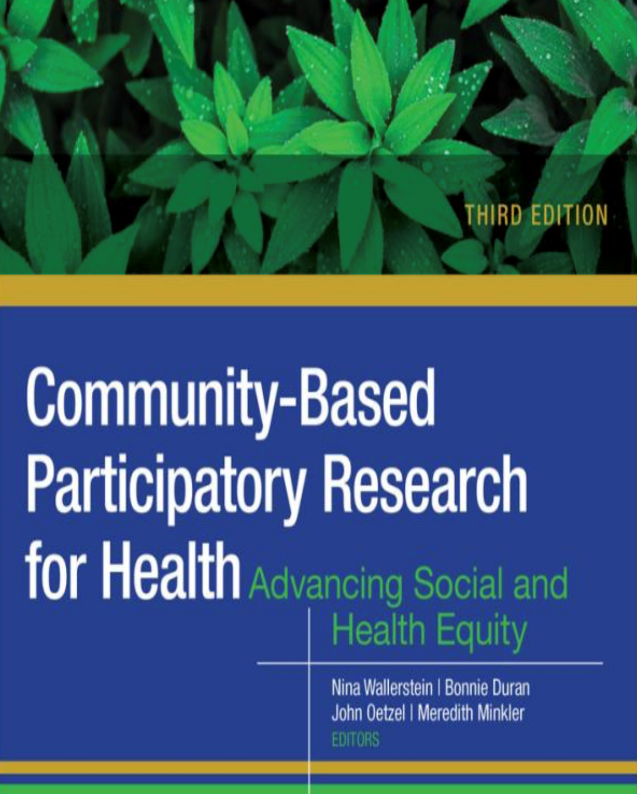 THIRD EDITION
Community-Based
Participatory Research
for Health Advancing Social and
Health Equity
Nina Wallerstein | Bonnie Duran
John Oetzel | Meredith Minkler
EDITORS